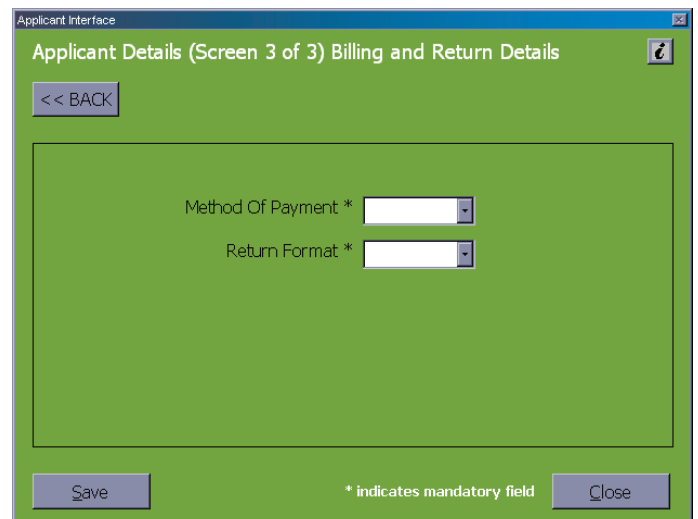 Applicant Interface
Applicant Details (Screen 3 of 3) Billing and Return Details
i
<< BACK
Method Of Payment *
Return Format *
Save
* indicates mandatory field
Close